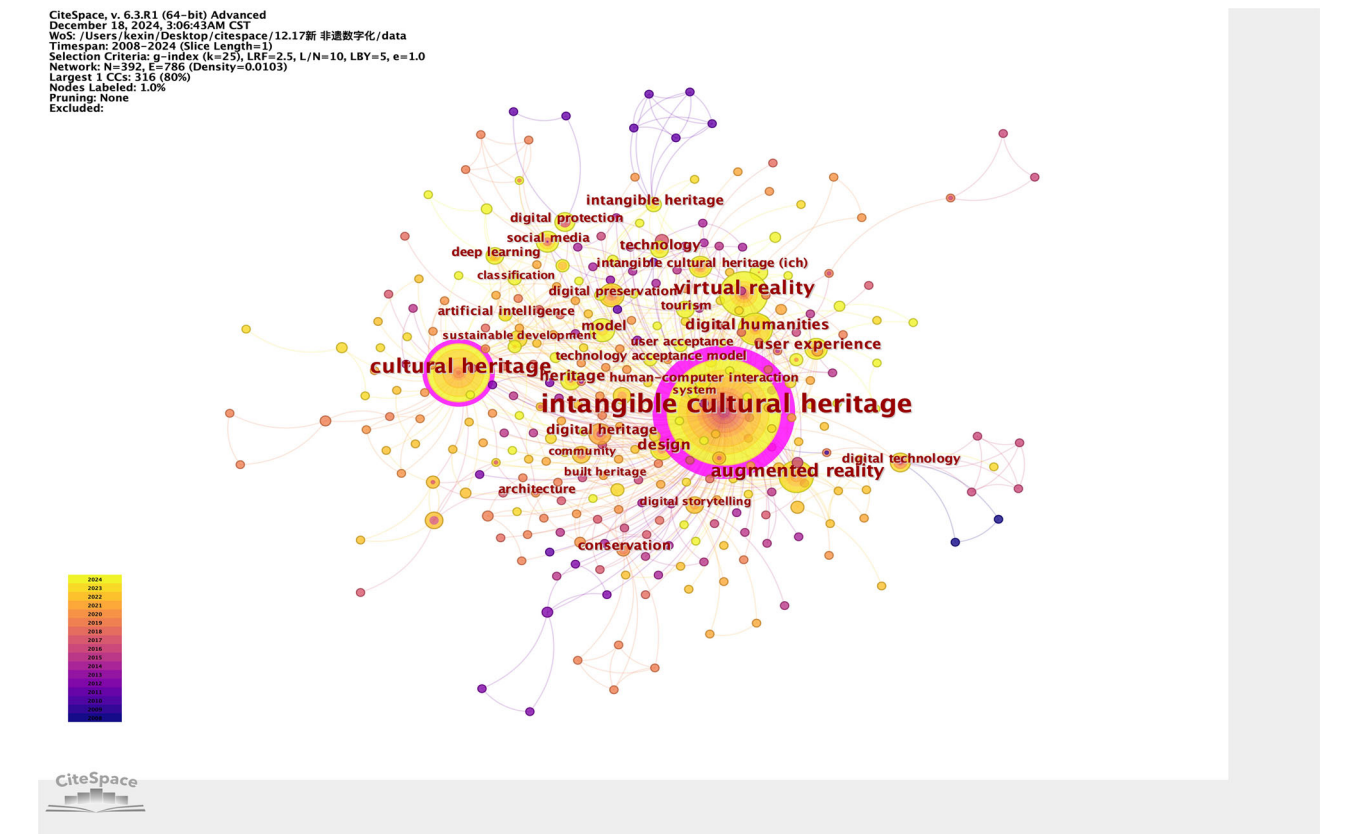 CiteSpace, v. 6.3.R1 (64-bit) Advanced
December 18, 2024, 3:06:43AM CST
WoS: /Users/kexin/Desktop/citespace/12.17新 非遗数字化/data
Timespan: 2008-2024 (Slice Length=1)
Selection Criteria: g-index (k=25), LRF=2.5, L/N=10, LBY=5, e=1.0
Network: N=392, E=786 (Density=0.0103)
Largest 1 CCs: 316 (80%)
Nodes Labeled: 1.0%
Pruning: None
Excluded:
intangible heritage
digital protection
social media
technology
deep learning
intangible cultural heritage (ich)
classification
virtual reality
digital preservation
tourism
artificial intelligence
model
digital humanities
sustainable development
user acceptance
user experience
technology acceptance model
cultural heritage
heritage
human-computer interaction
system
intangible cultural heritage
digital heritage
design
community
digital technology
built heritage
augmented reality
architecture
digital storytelling
conservation
2024
2023
2022
2021
2020
2019
2018
2017
2016
2015
2014
2013
2012
2011
2010
2009
CiteSpace